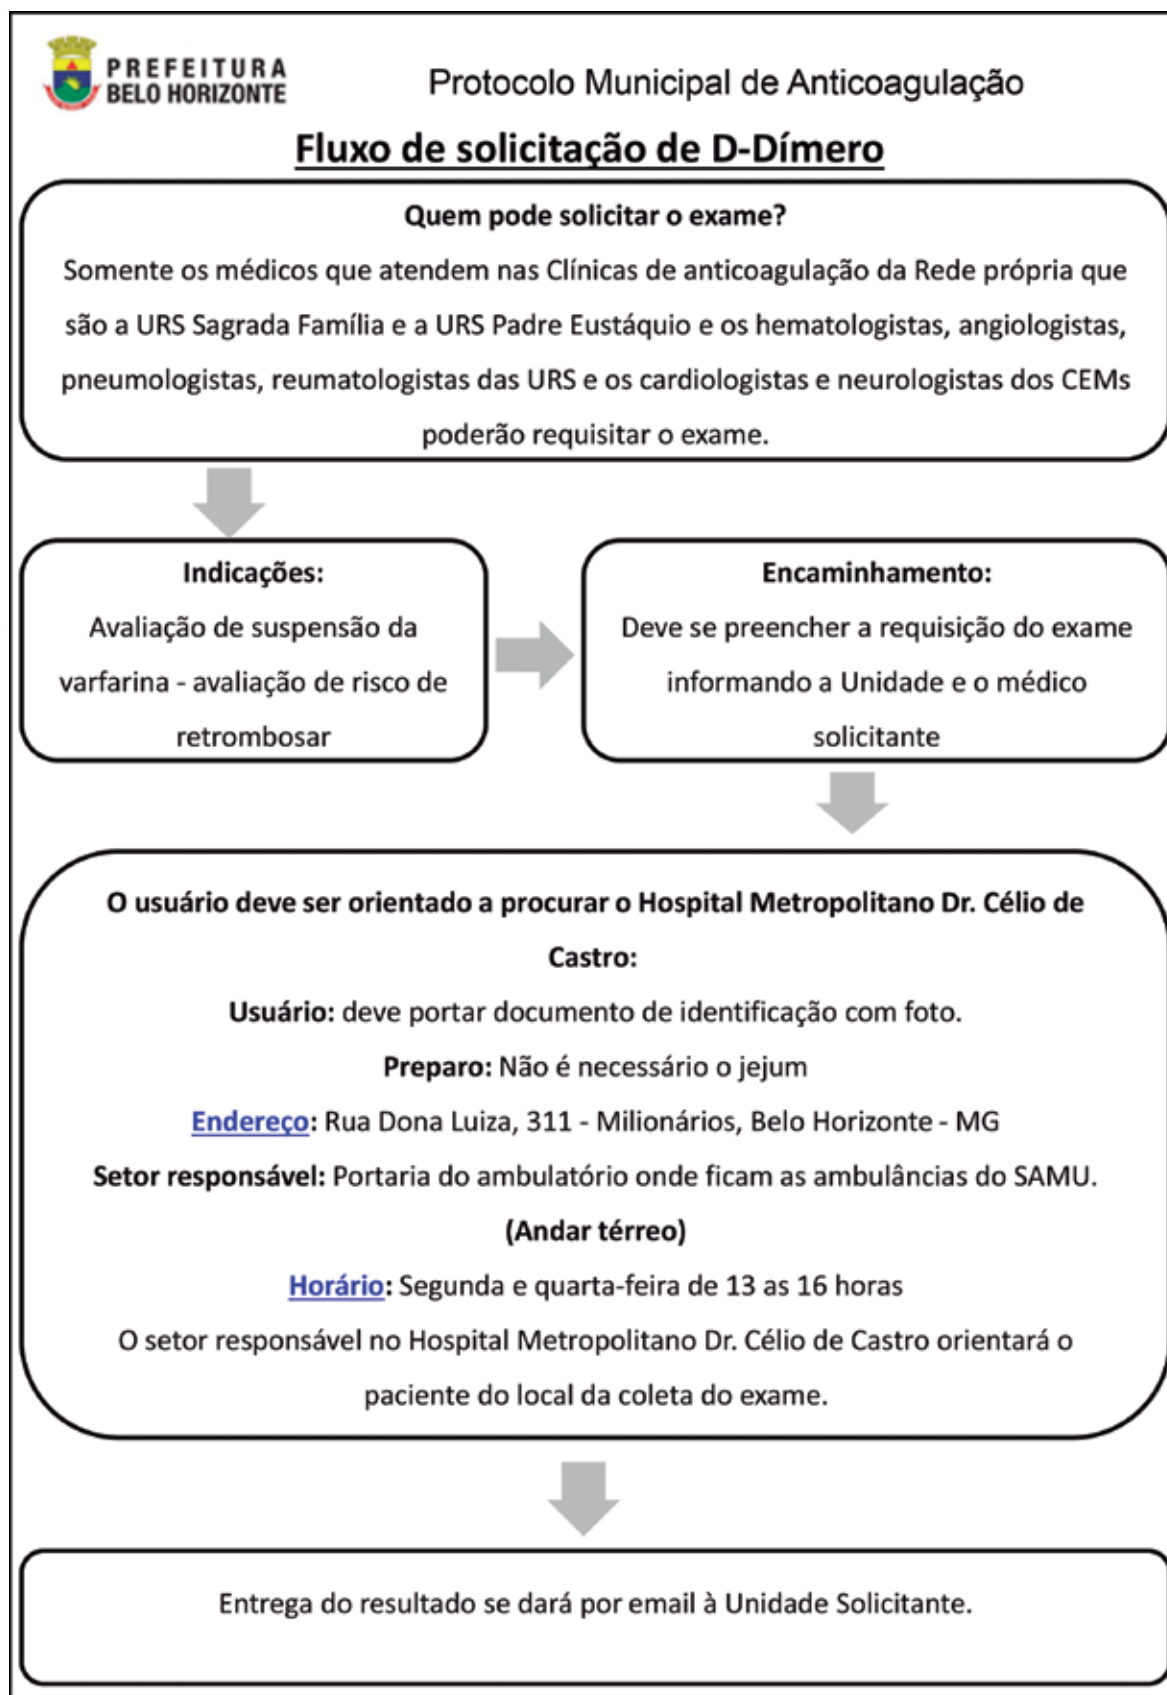 PREFEITURA
BELO HORIZONTE
Protocolo Municipal de Anticoagulação
Fluxo de solicitação de D-Dímero
Quem pode solicitar o exame?
Somente os médicos que atendem nas Clínicas de anticoagulação da Rede própria que
são a URS Sagrada Família e a URS Padre Eustáquio e os hematologistas, angiologistas,
pneumologistas, reumatologistas das URS e os cardiologistas e neurologistas dos CEMs
poderão requisitar o exame.
Indicações:
Avaliação de suspensão da
varfarina - avaliação de risco de
retrombosar
Encaminhamento:
Deve se preencher a requisição do exame
informando a Unidade e o médico
solicitante
O usuário deve ser orientado a procurar o Hospital Metropolitano Dr. Célio de
Castro:
Usuário: deve portar documento de identificação com foto.
Preparo: Não é necessário o jejum
Endereço: Rua Dona Luiza, 311 - Milionários, Belo Horizonte - MG
Setor responsável: Portaria do ambulatório onde ficam as ambulâncias do SAMU.
(Andar térreo)
Horário: Segunda e quarta-feira de 13 as 16 horas
O setor responsável no Hospital Metropolitano Dr. Célio de Castro orientará o
paciente do local da coleta do exame.
Entrega do resultado se dará por email à Unidade Solicitante.